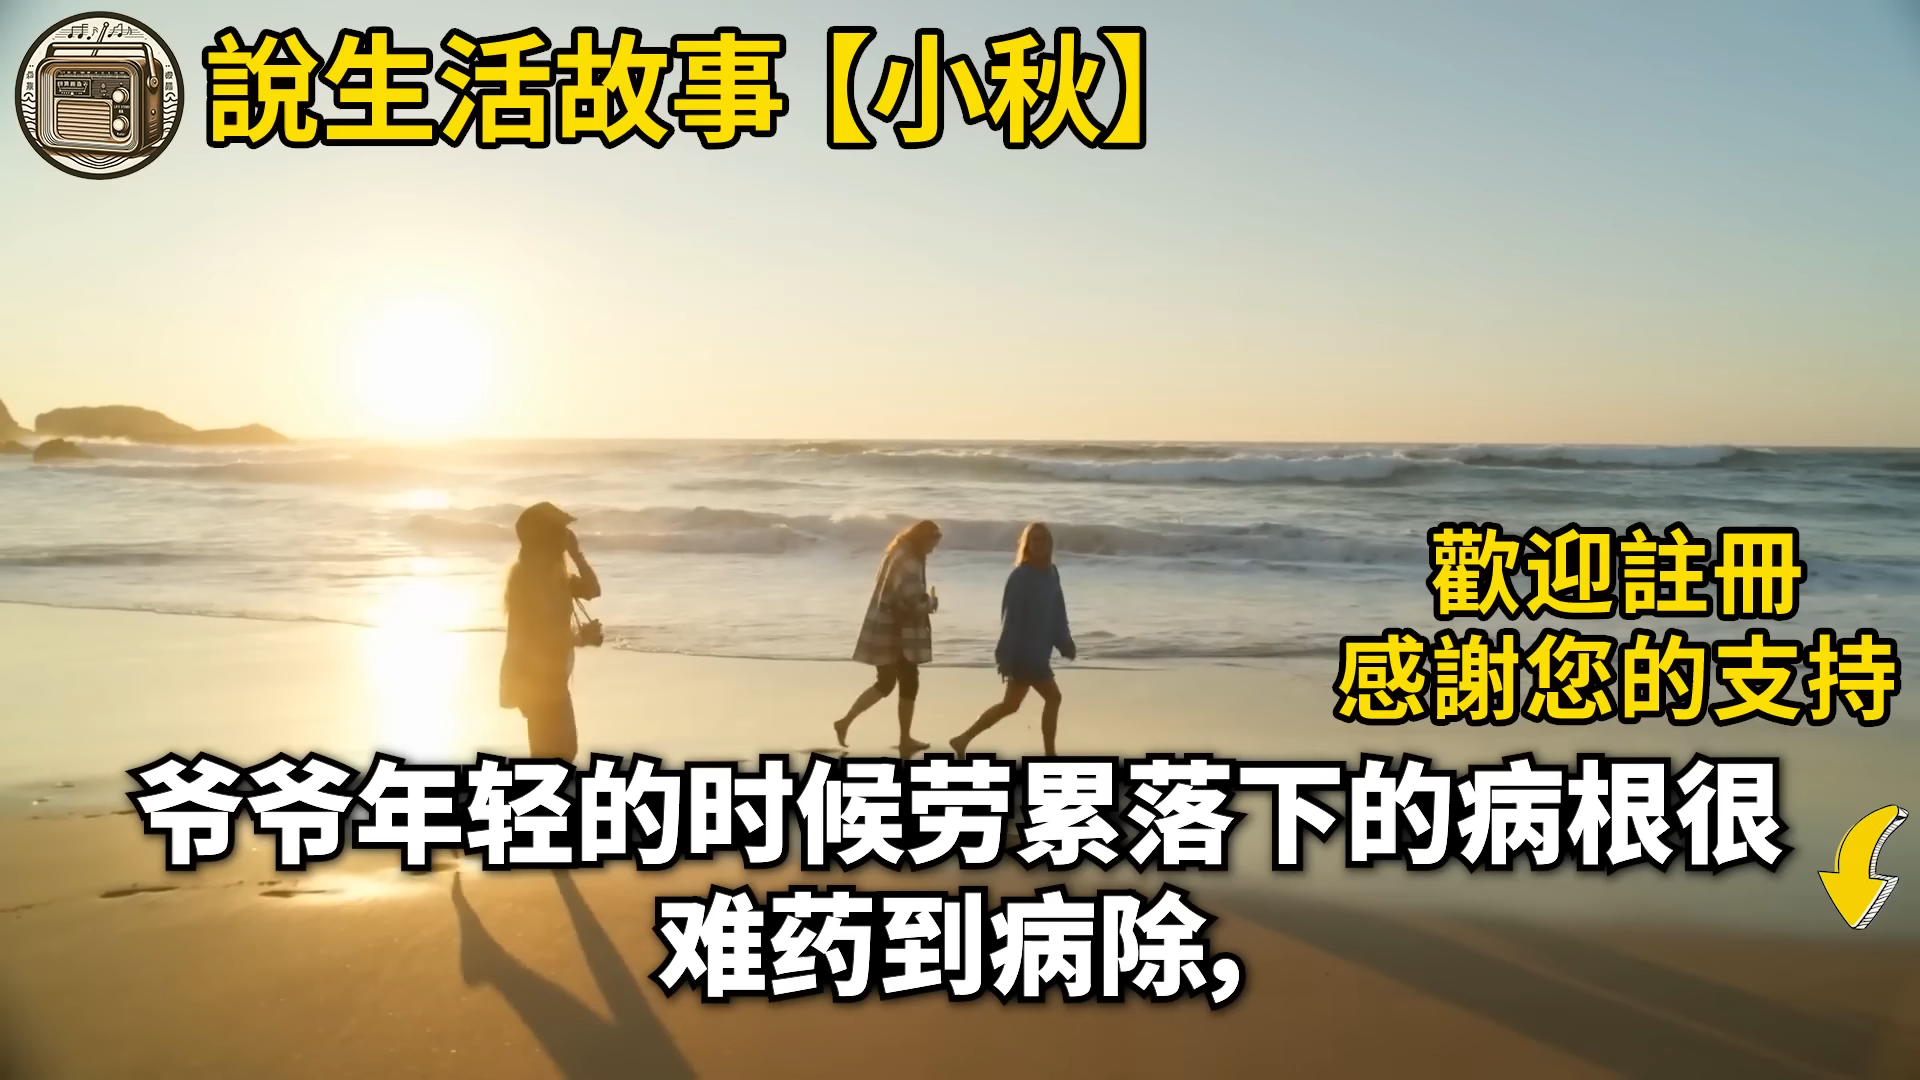 說生活故事【小秋】
歡迎註冊
感謝您的支持
爷爷年轻的时候劳累落下的病根很
难药到病除,